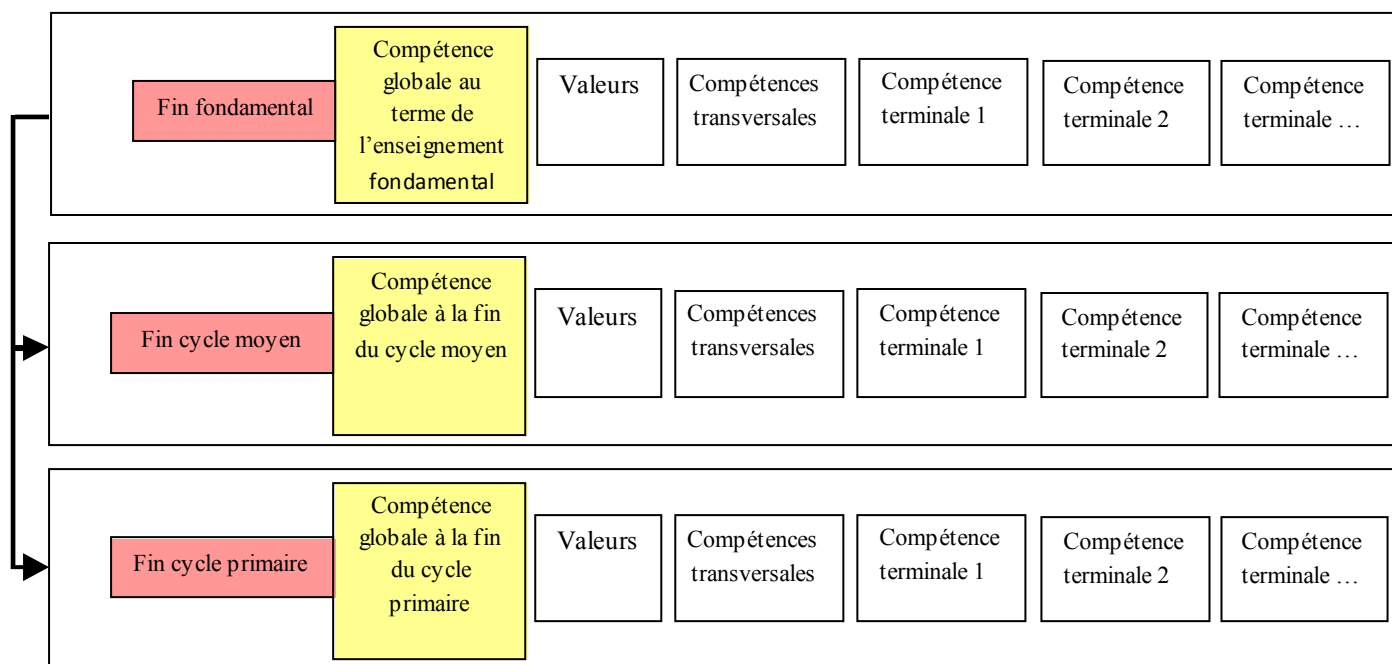 Fin fondamental
Compétence
globale au
terme de
l'enseignement
fondamental
Valeurs
Compétences
transversales
Compétence
terminale 1
Compétence
terminale 2
Compétence
terminale …
Fin cycle moyen
Compétence
globale à la fin
du cycle moyen
Valeurs
Compétences
transversales
Compétence
terminale 1
Compétence
terminale 2
Compétence
terminale …
Fin cycle primaire
Compétence
globale à la fin
du cycle
primaire
Valeurs
Compétences
transversales
Compétence
terminale 1
Compétence
terminale 2
Compétence
terminale …